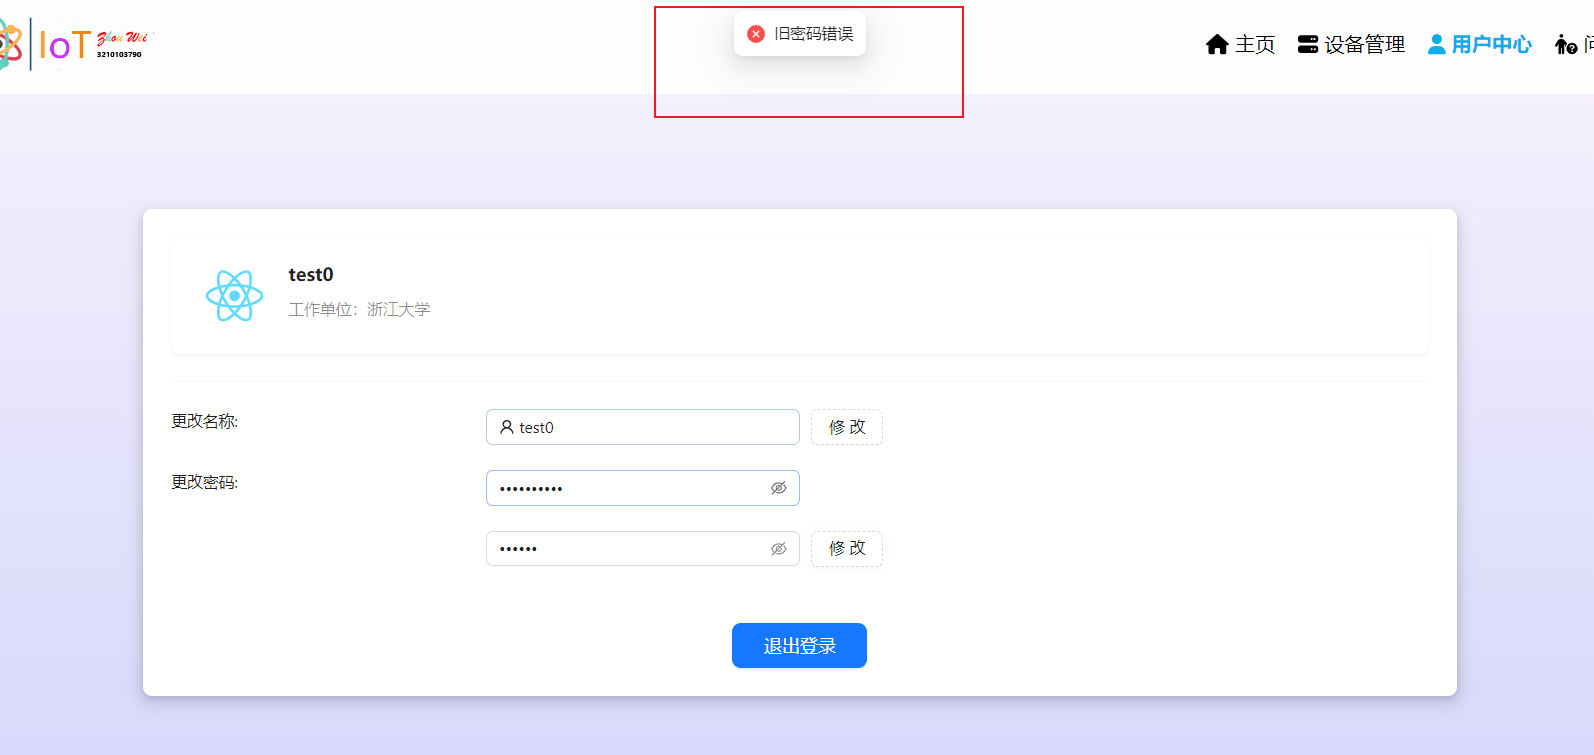 IoT Zhou Wei
3210103790
旧密码错误
主页 设备管理 用户中心
test0
工作单位：浙江大学
更改名称:
test0
修 改
更改密码:
••••••••••
••••••
修 改
退出登录